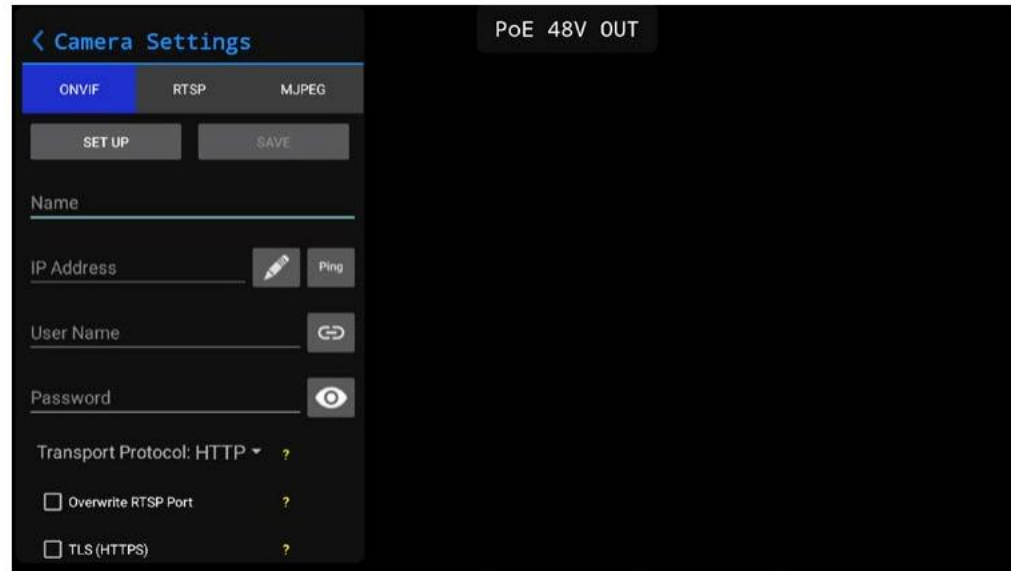 Camera Settings
PoE 48V OUT
ONVIF RTSP MJPEG
SET UP SAVE
Name
IP Address Ping
User Name
Password
Transport Protocol: HTTP ?
Overwrite RTSP Port ?
TLS (HTTPS) ?